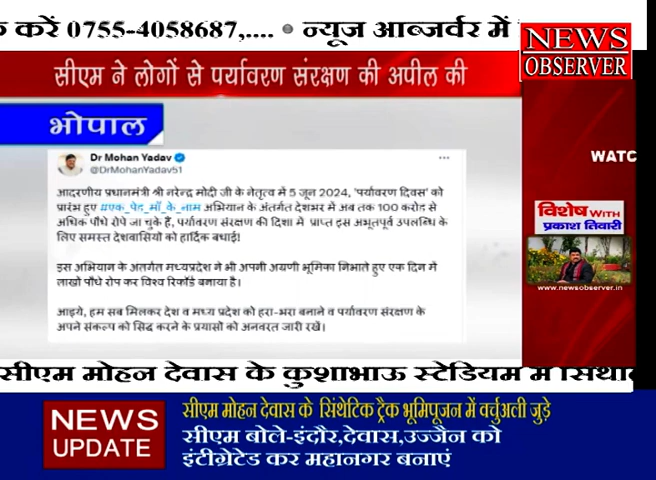 करें 0755-4058687,.... ● न्यूज आब्जर्वर में
NEWS
OBSERVER
सीएम ने लोगों से पर्यावरण संरक्षण की अपील की
भोपाल
Dr Mohan Yadav
@DrMohanYadav51
आदरणीय प्रधानमंत्री श्री नरेन्द्र मोदी जी के नेतृत्व में 5 जून 2024, 'पर्यावरण दिवस' को
प्रारंभ हुए #एक_पेड़_माँ_के_नाम अभियान के अंतर्गत देशभर में अब तक 100 करोड़ से
अधिक पौधे रोपे जा चुके हैं, पर्यावरण संरक्षण की दिशा में प्राप्त इस अभूतपूर्व उपलब्धि के
लिए समस्त देशवासियों को हार्दिक बधाई!
इस अभियान के अंतर्गत मध्यप्रदेश ने भी अपनी अग्रणी भूमिका निभाते हुए एक दिन में
लाखों पौधे रोप कर विश्व रिकॉर्ड बनाया है।
आइये, हम सब मिलकर देश व मध्य प्रदेश को हरा-भरा बनाने व पर्यावरण संरक्षण के
अपने संकल्प को सिद्ध करने के प्रयासों को अनवरत जारी रखें।
WATC
विशेष WITH
प्रकाश तिवारी
www.newsobserver.in
सीएम मोहन देवास के कुशाभाऊ स्टेडियम में
NEWS
UPDATE
सीएम मोहन देवास के सिंथेटिक ट्रैक भूमिपूजन में वर्चुअली जुड़े
सीएम बोले-इंदौर,देवास,उज्जैन को
इंटीग्रेटेड कर महानगर बनाएं